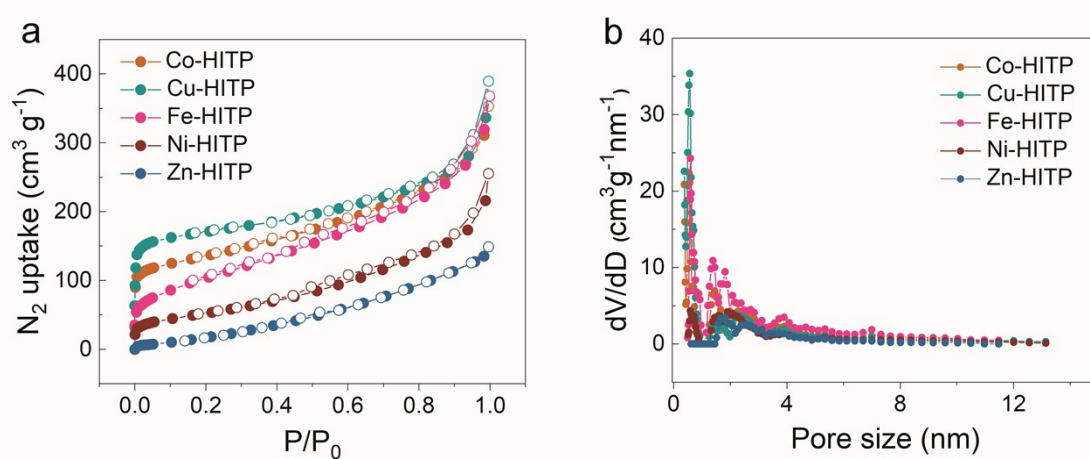 a
N₂ uptake (cm³ g⁻¹)
400
300
200
100
0
Co-HITP
Cu-HITP
Fe-HITP
Ni-HITP
Zn-HITP
0.0 0.2 0.4 0.6 0.8 1.0
P/P₀
b
dV/dD (cm³g⁻¹nm⁻¹)
40
30
20
10
0
Co-HITP
Cu-HITP
Fe-HITP
Ni-HITP
Zn-HITP
0 4 8 12
Pore size (nm)